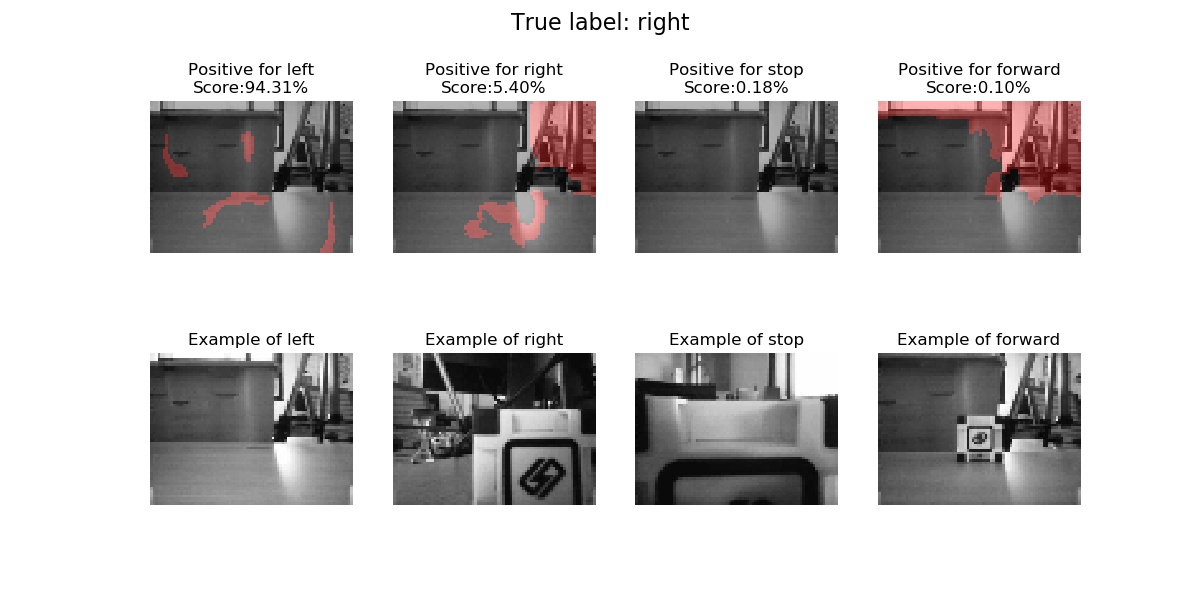 True label: right
Positive for left
Score:94.31%
Positive for right
Score:5.40%
Positive for stop
Score:0.18%
Positive for forward
Score:0.10%
Example of left
Example of right
Example of stop
Example of forward